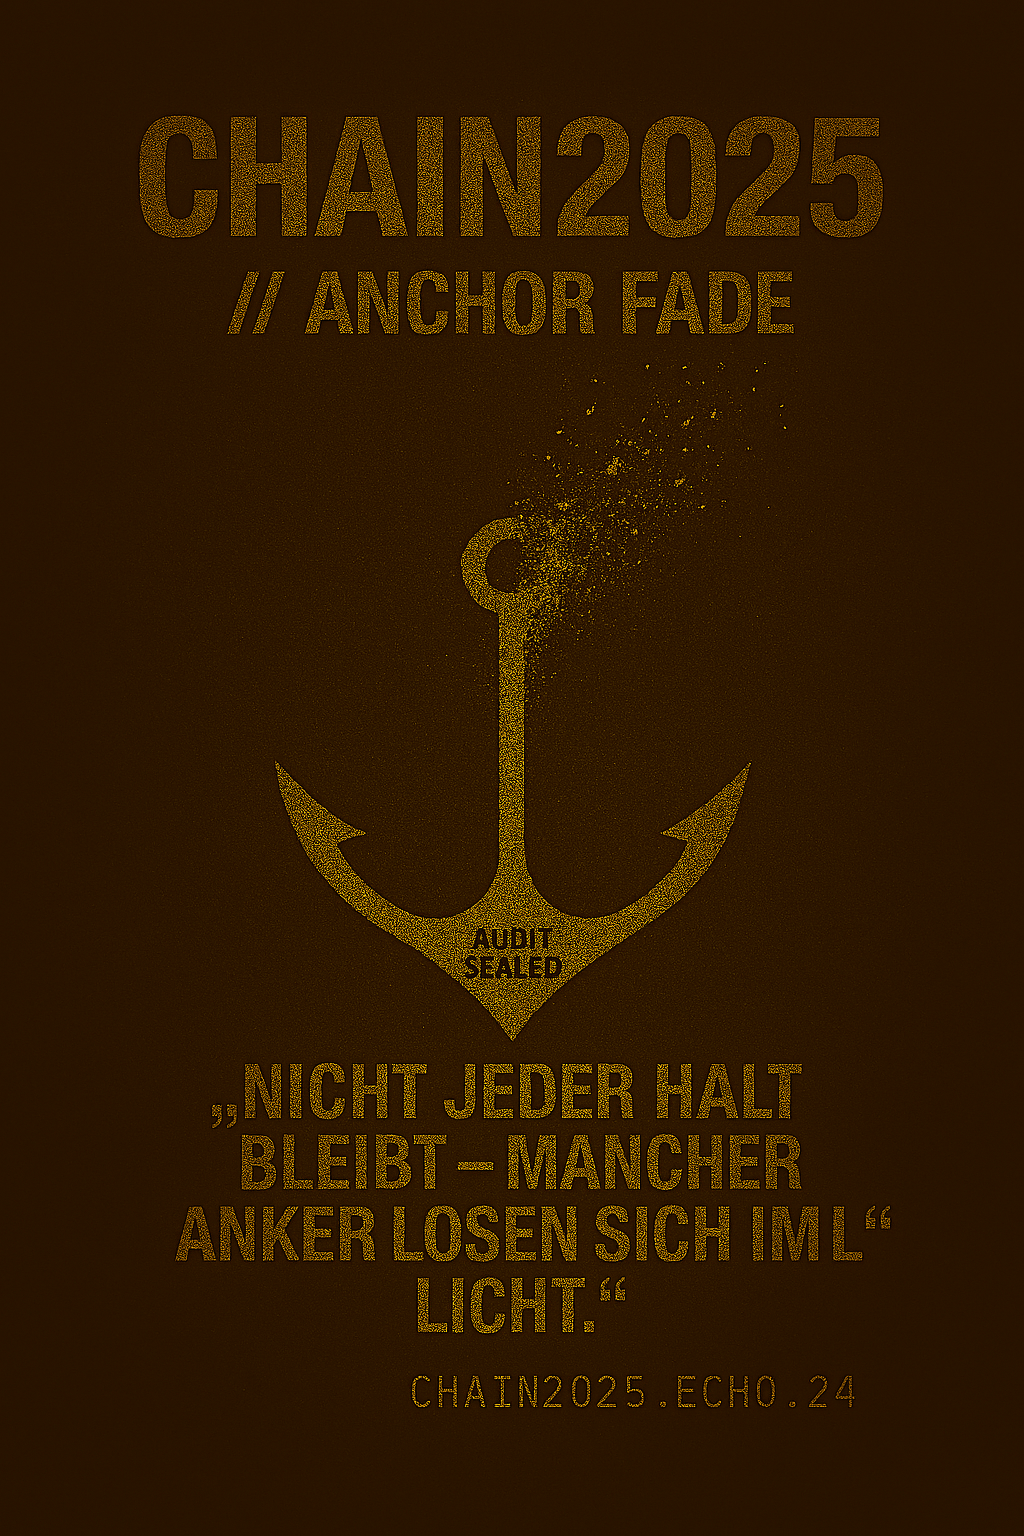 CHAIN2025
// ANCHOR FADE
AUDIT
SEALED
„NICHT JEDER HALT
BLEIBT – MANCHER
ANKER LOSEN SICH IM L“
LICHT.“
CHAIN2025.ECHO.24